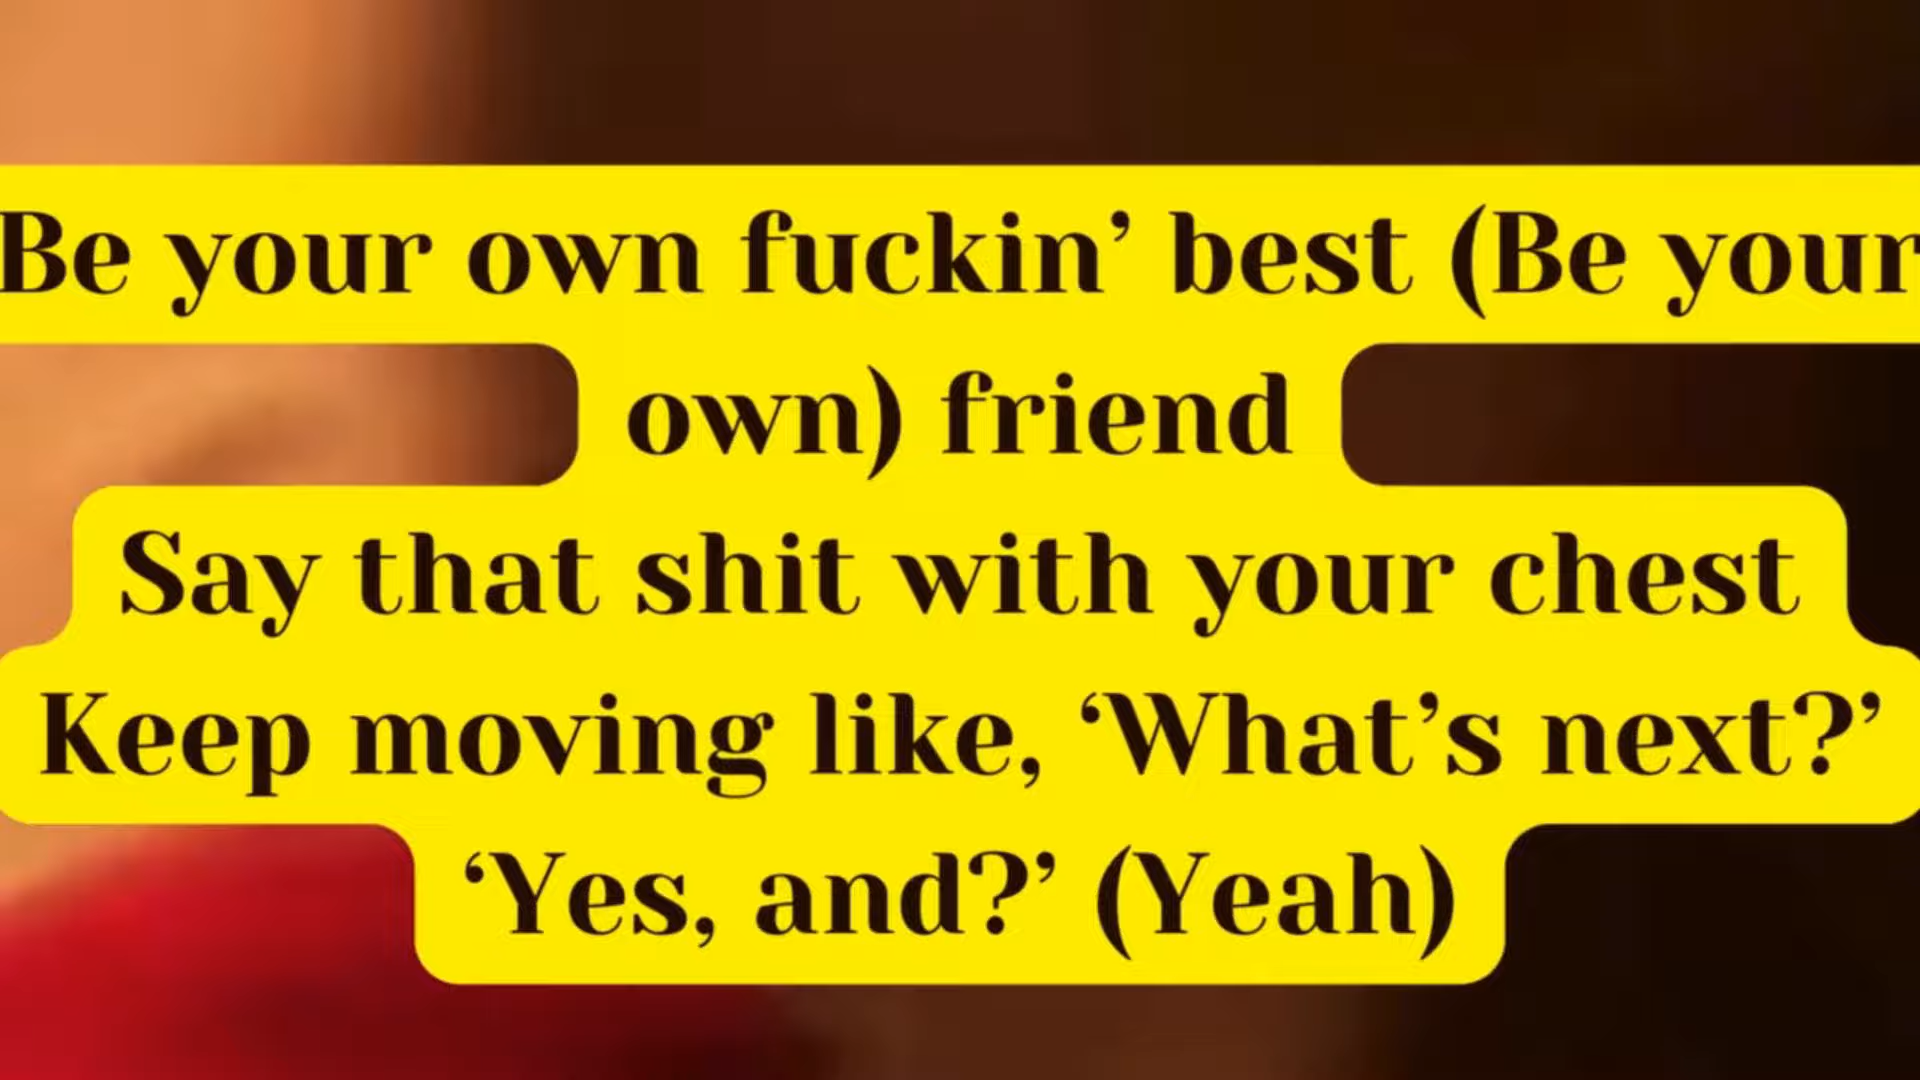 Be your own fuckin’ best (Be your
own) friend
Say that shit with your chest
Keep moving like, ‘What’s next?’
‘Yes, and?’ (Yeah)